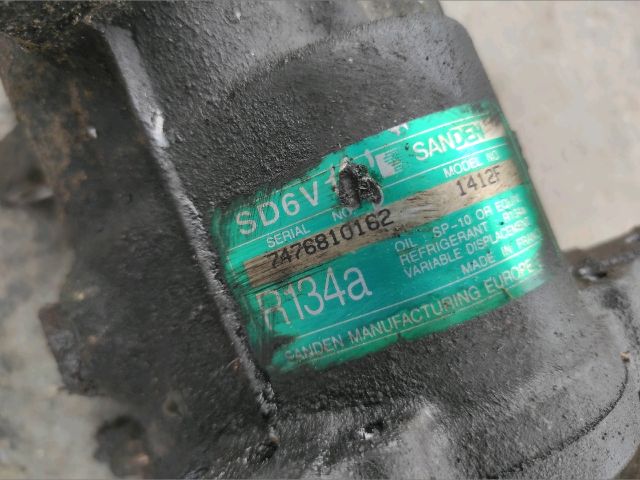 SD6V SANDEN
SERIAL NO. MODEL NO.
7476810162 1412F
R134a
OIL SP-10 OR EQUIV
REFRIGERANT R134
VARIABLE DISPLACEMENT
MADE IN
SANDEN MANUFACTURING EUROPE